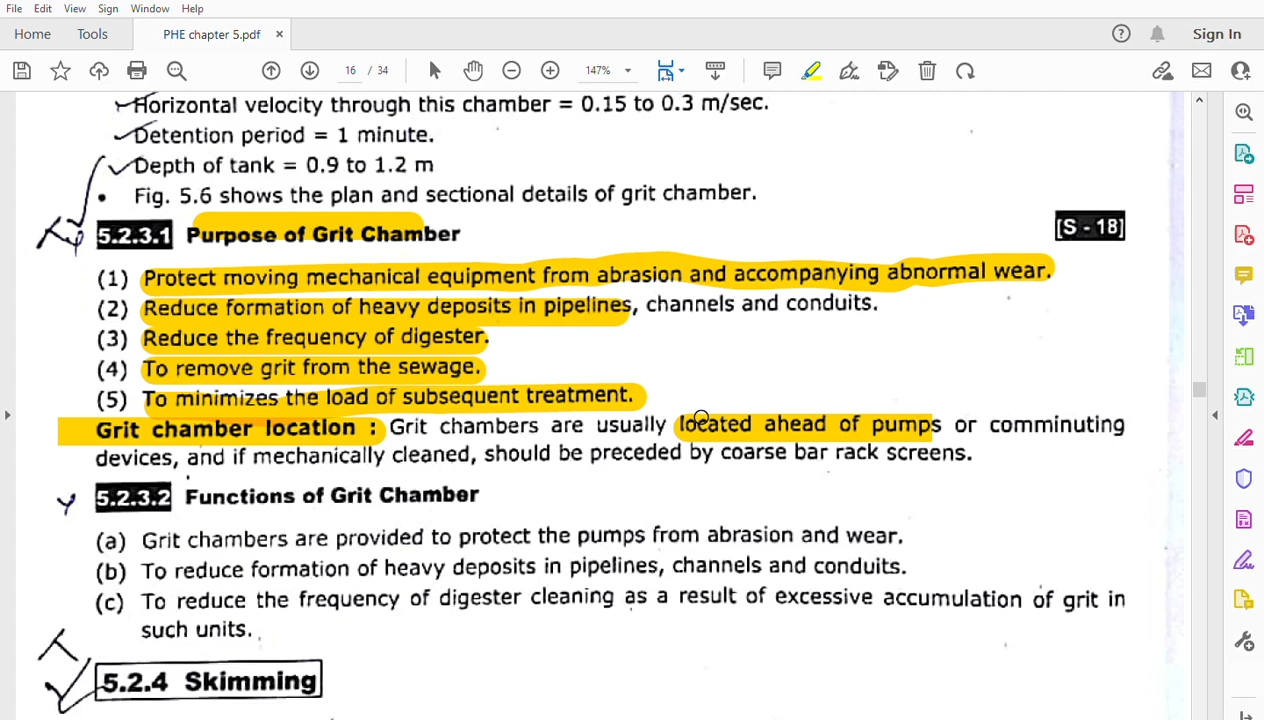 File Edit View Sign Window Help
Home Tools PHE chapter 5.pdf × Sign In
16 / 34 147%
Horizontal velocity through this chamber = 0.15 to 0.3 m/sec.
Detention period = 1 minute.
Depth of tank = 0.9 to 1.2 m
• Fig. 5.6 shows the plan and sectional details of grit chamber.
5.2.3.1 Purpose of Grit Chamber [S - 18]
(1) Protect moving mechanical equipment from abrasion and accompanying abnormal wear.
(2) Reduce formation of heavy deposits in pipelines, channels and conduits.
(3) Reduce the frequency of digester.
(4) To remove grit from the sewage.
(5) To minimizes the load of subsequent treatment.
Grit chamber location : Grit chambers are usually located ahead of pumps or comminuting
devices, and if mechanically cleaned, should be preceded by coarse bar rack screens.
5.2.3.2 Functions of Grit Chamber
(a) Grit chambers are provided to protect the pumps from abrasion and wear.
(b) To reduce formation of heavy deposits in pipelines, channels and conduits.
(c) To reduce the frequency of digester cleaning as a result of excessive accumulation of grit in
such units.
5.2.4 Skimming